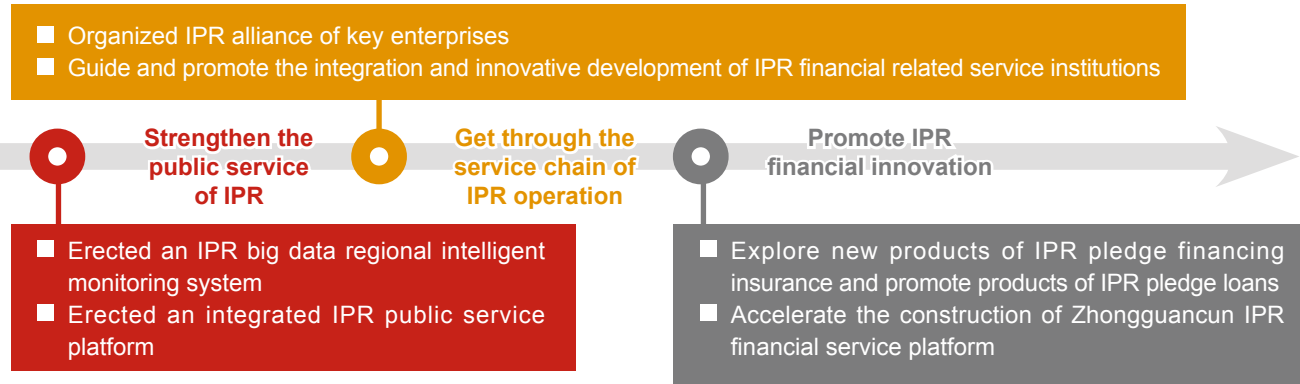 Organized IPR alliance of key enterprises
Guide and promote the integration and innovative development of IPR financial related service institutions
Strengthen the
public service
of IPR
Get through the
service chain of
IPR operation
Promote IPR
financial innovation
Erected an IPR big data regional intelligent
monitoring system
Erected an integrated IPR public service
platform
Explore new products of IPR pledge financing
insurance and promote products of IPR pledge loans
Accelerate the construction of Zhongguancun IPR
financial service platform